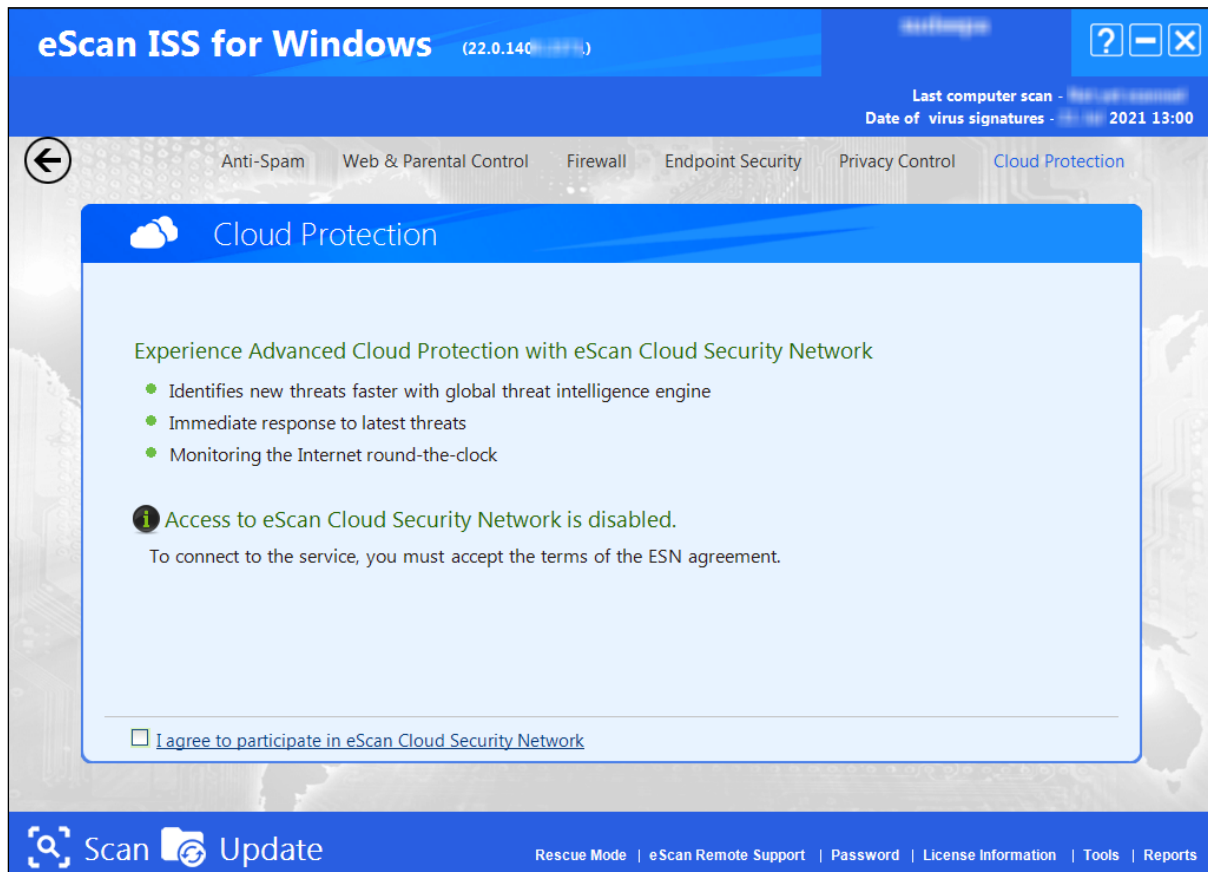 eScan ISS for Windows (22.0.140 .)
? – X
Last computer scan -
Date of virus signatures - 2021 13:00
Anti-Spam Web & Parental Control Firewall Endpoint Security Privacy Control Cloud Protection
Cloud Protection
Experience Advanced Cloud Protection with eScan Cloud Security Network
Identifies new threats faster with global threat intelligence engine
Immediate response to latest threats
Monitoring the Internet round-the-clock
i Access to eScan Cloud Security Network is disabled.
To connect to the service, you must accept the terms of the ESN agreement.
I agree to participate in eScan Cloud Security Network
Scan Update Rescue Mode | eScan Remote Support | Password | License Information | Tools | Reports